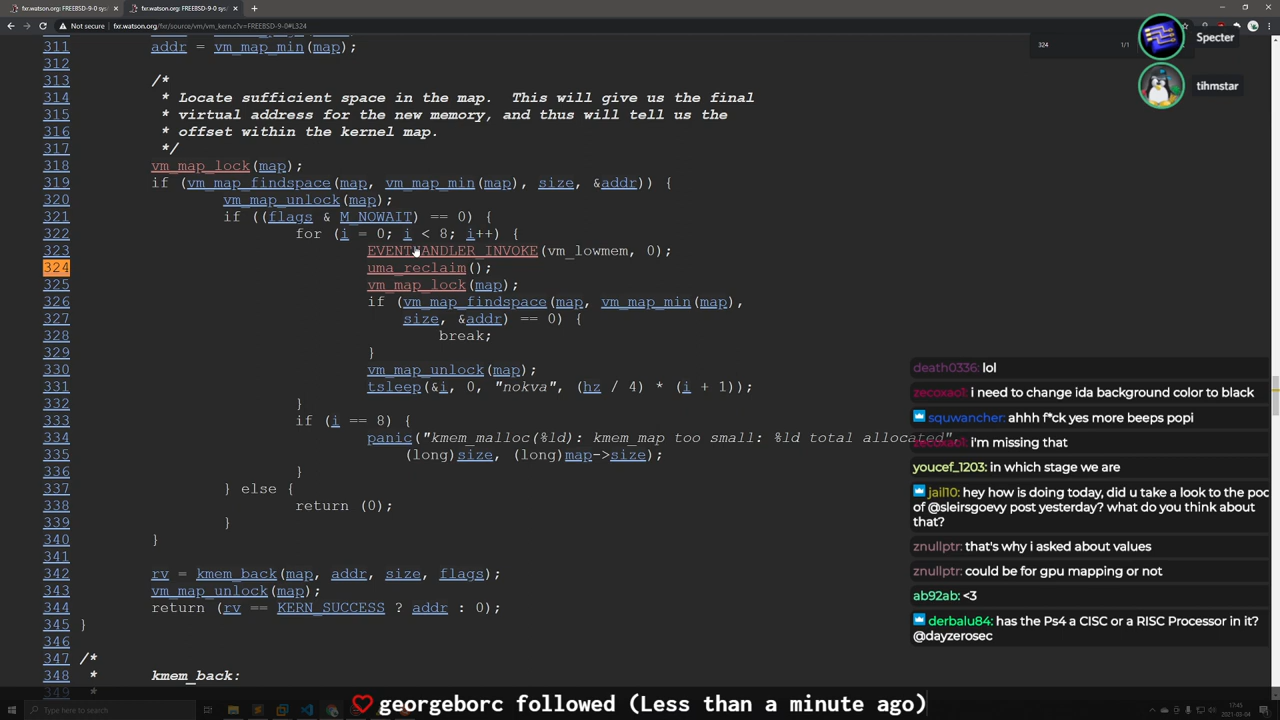 FREEBSD-9-0 sys
FREEBSD-9-0 sys
Not secure
fxr.watson.org/fxr/source/vm/vm_kern.c?v=FREEBSD-9-0#L324
324
1/1
Specter
tihmstar
311
312 addr = vm_map_min(map);
313 /*
314 * Locate sufficient space in the map. This will give us the final
315 * virtual address for the new memory, and thus will tell us the
316 * offset within the kernel map.
317 */
318 vm_map_lock(map);
319 if (vm_map_findspace(map, vm_map_min(map), size, &addr)) {
320 vm_map_unlock(map);
321 if ((flags & M_NOWAIT) == 0) {
322 for (i = 0; i < 8; i++) {
323 EVENTHANDLER_INVOKE(vm_lowmem, 0);
324 uma_reclaim();
325 vm_map_lock(map);
326 if (vm_map_findspace(map, vm_map_min(map),
327 size, &addr) == 0) {
328 break;
329 }
330 vm_map_unlock(map);
331 tsleep(&i, 0, "nokva", (hz / 4) * (i + 1));
332 }
333 if (i == 8) {
334 panic("kmem_malloc(%ld): kmem_map too small: %ld total allocated",
335 (long)size, (long)map->size);
336 }
337 } else {
338 return (0);
339 }
340 }
341
342 rv = kmem_back(map, addr, size, flags);
343 vm_map_unlock(map);
344 return (rv == KERN_SUCCESS ? addr : 0);
345 }
346
347 /*
348 * kmem_back:
349 *
death0336: lol
zecoxao1: i need to change ida background color to black
squwancher: ahhh f*ck yes more beeps popi
zecoxao1: i'm missing that
youcef_1203: in which stage we are
jail10: hey how is doing today, did u take a look to the poc
of @sleirsgoevy post yesterday? what do you think about
that?
znullptr: that's why i asked about values
znullptr: could be for gpu mapping or not
ab92ab: <3
derbalu84: has the Ps4 a CISC or a RISC Processor in it?
@dayzerosec
georgeborc followed (Less than a minute ago)
17:45
2021-01-04